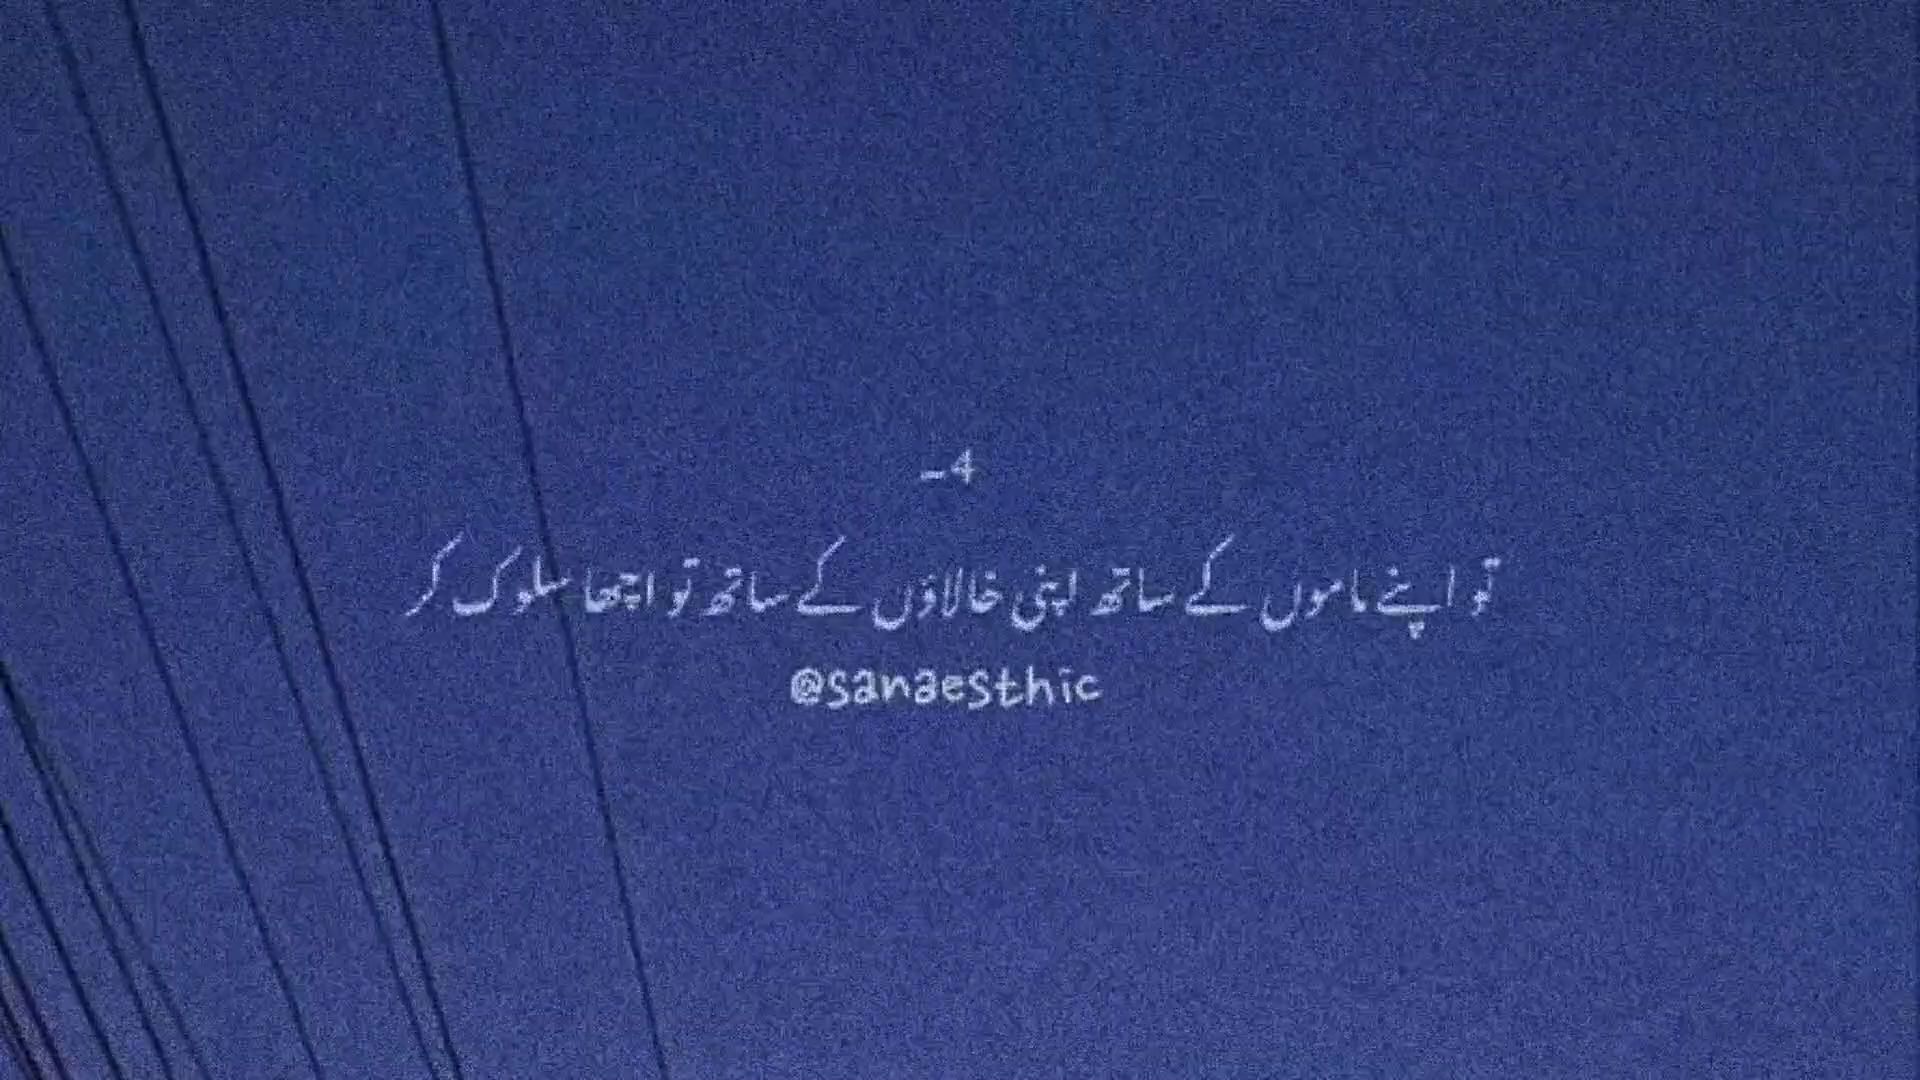 4-
تو اپنے ماموں کے ساتھ اپنی خالاؤں کے ساتھ تو اچھا سلوک کر
@sanaesthic